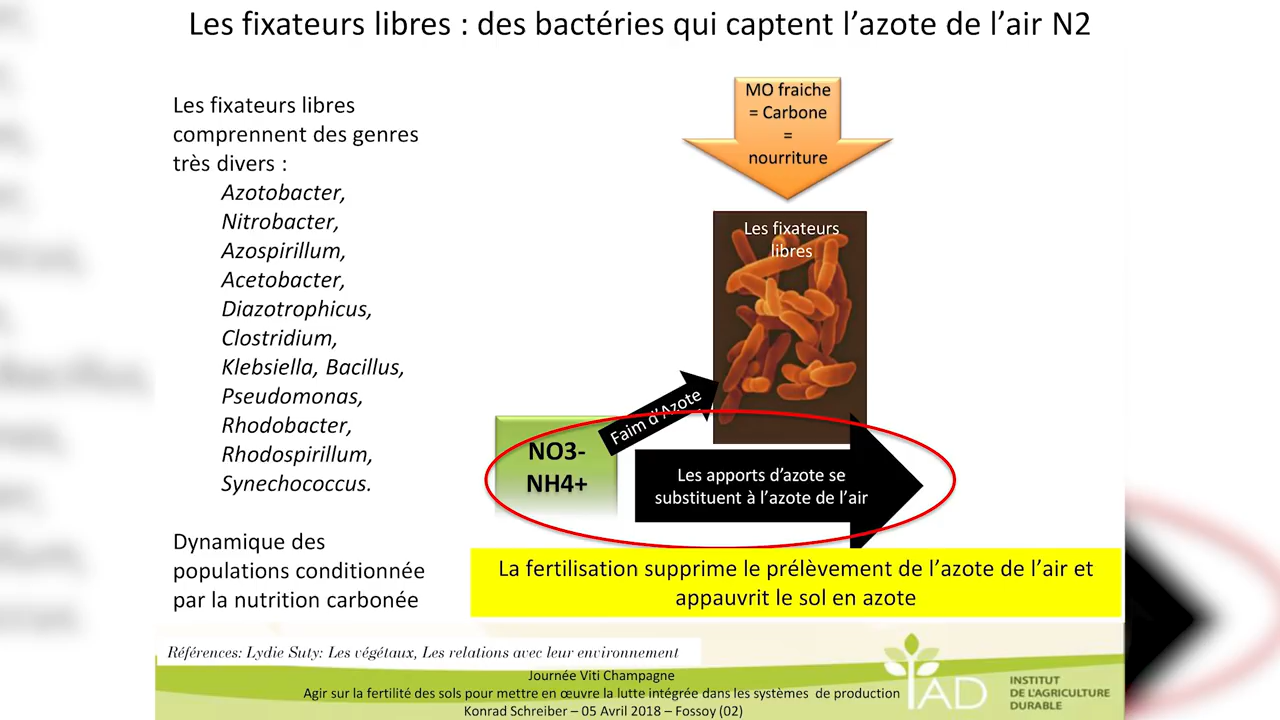 Les fixateurs libres : des bactéries qui captent l’azote de l’air N2
Les fixateurs libres
comprennent des genres
très divers :
Azotobacter,
Nitrobacter,
Azospirillum,
Acetobacter,
Diazotrophicus,
Clostridium,
Klebsiella, Bacillus,
Pseudomonas,
Rhodobacter,
Rhodospirillum,
Synechococcus.
Dynamique des
populations conditionnée
par la nutrition carbonée
MO fraiche
= Carbone
=
nourriture
Les fixateurs
libres
Faim d’Azote
NO3-
NH4+
Les apports d’azote se
substituent à l’azote de l’air
La fertilisation supprime le prélèvement de l’azote de l’air et
appauvrit le sol en azote
Références: Lydie Suty: Les végétaux, Les relations avec leur environnement
Journée Viti Champagne
Agir sur la fertilité des sols pour mettre en œuvre la lutte intégrée dans les systèmes de production
Konrad Schreiber – 05 Avril 2018 – Fossoy (02)
IAD
INSTITUT
DE L'AGRICULTURE
DURABLE